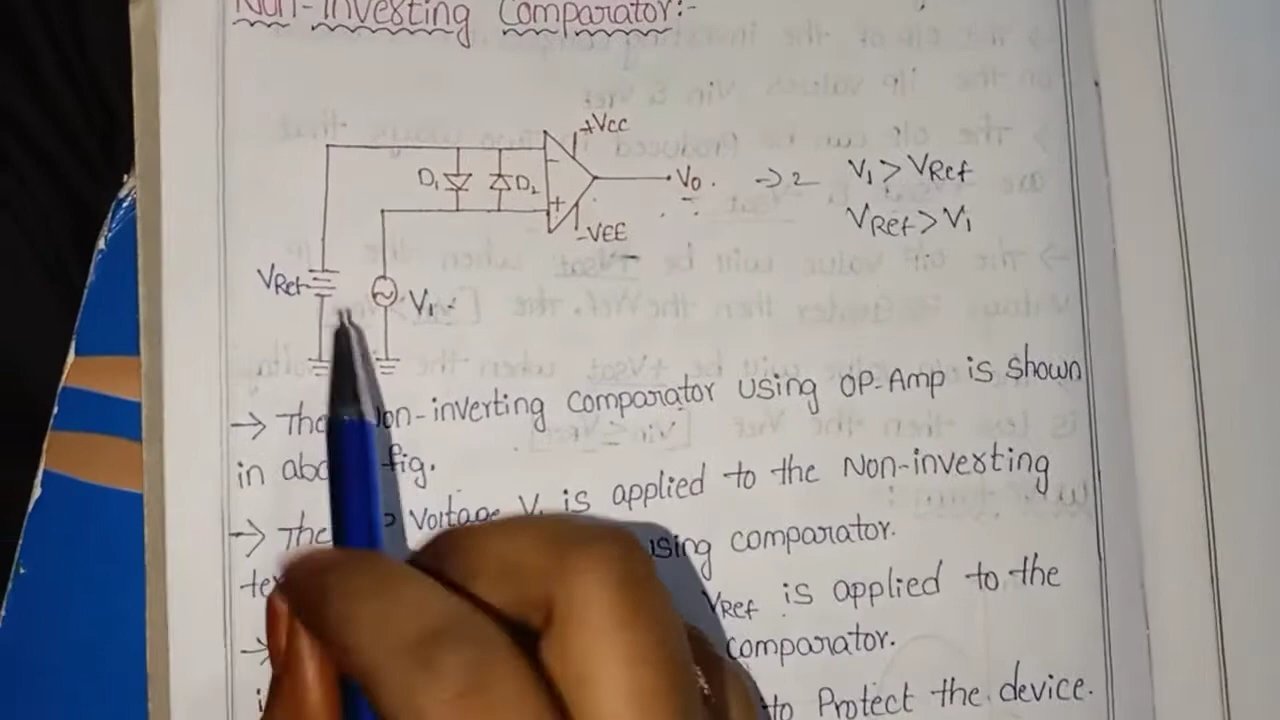 Non-Inverting Comparator:-
+Vcc
D1
D2
Vo.
→ 2
V1 > VRef
VRef > V1
-VEE
VRef
V1
→ The Non-inverting Comparator using OP-Amp is shown
in fig.
→ The Voltage V1 is applied to the Non-inverting
using comparator.
VRef is applied to the
comparator.
to Protect the device.